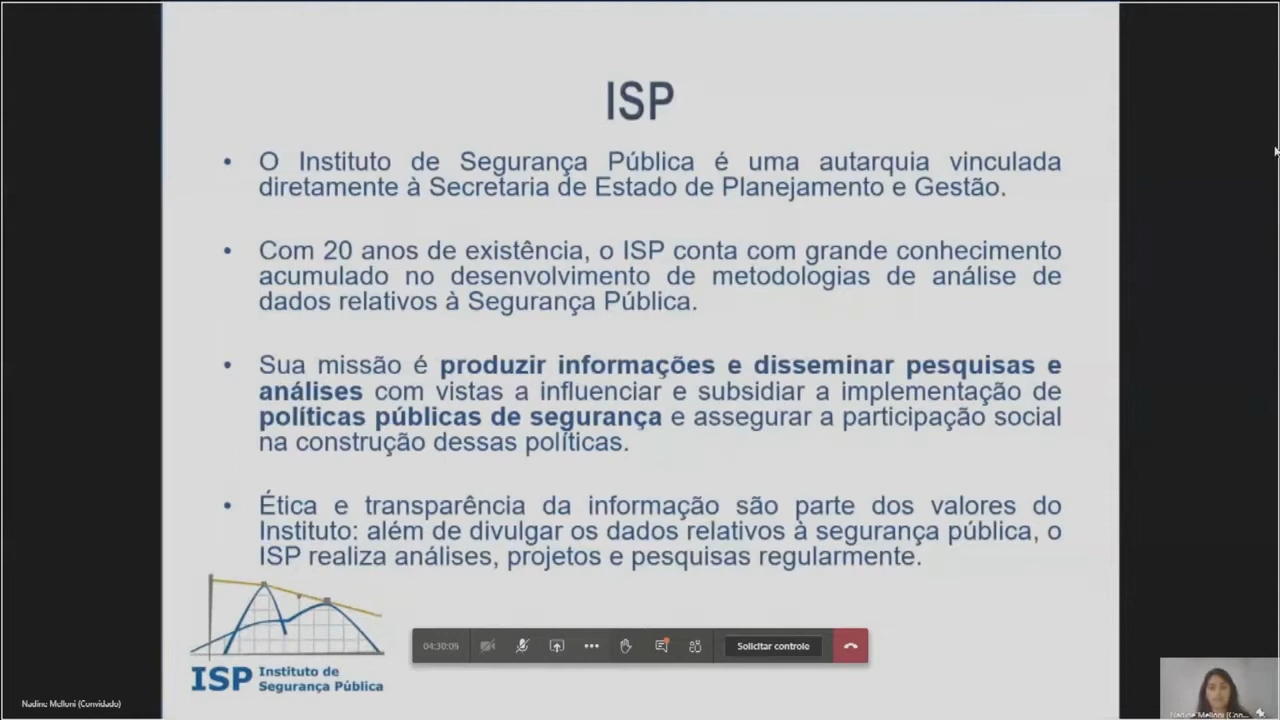 ISP
• O Instituto de Segurança Pública é uma autarquia vinculada
diretamente à Secretaria de Estado de Planejamento e Gestão.
• Com 20 anos de existência, o ISP conta com grande conhecimento
acumulado no desenvolvimento de metodologias de análise de
dados relativos à Segurança Pública.
• Sua missão é produzir informações e disseminar pesquisas e
análises com vistas a influenciar e subsidiar a implementação de
políticas públicas de segurança e assegurar a participação social
na construção dessas políticas.
• Ética e transparência da informação são parte dos valores do
Instituto: além de divulgar os dados relativos à segurança pública, o
ISP realiza análises, projetos e pesquisas regularmente.
04:30:09
Solicitar controle
ISP Instituto de
Segurança Pública
Nadine Melloni (Convidado)
Nadine Melloni (Con...